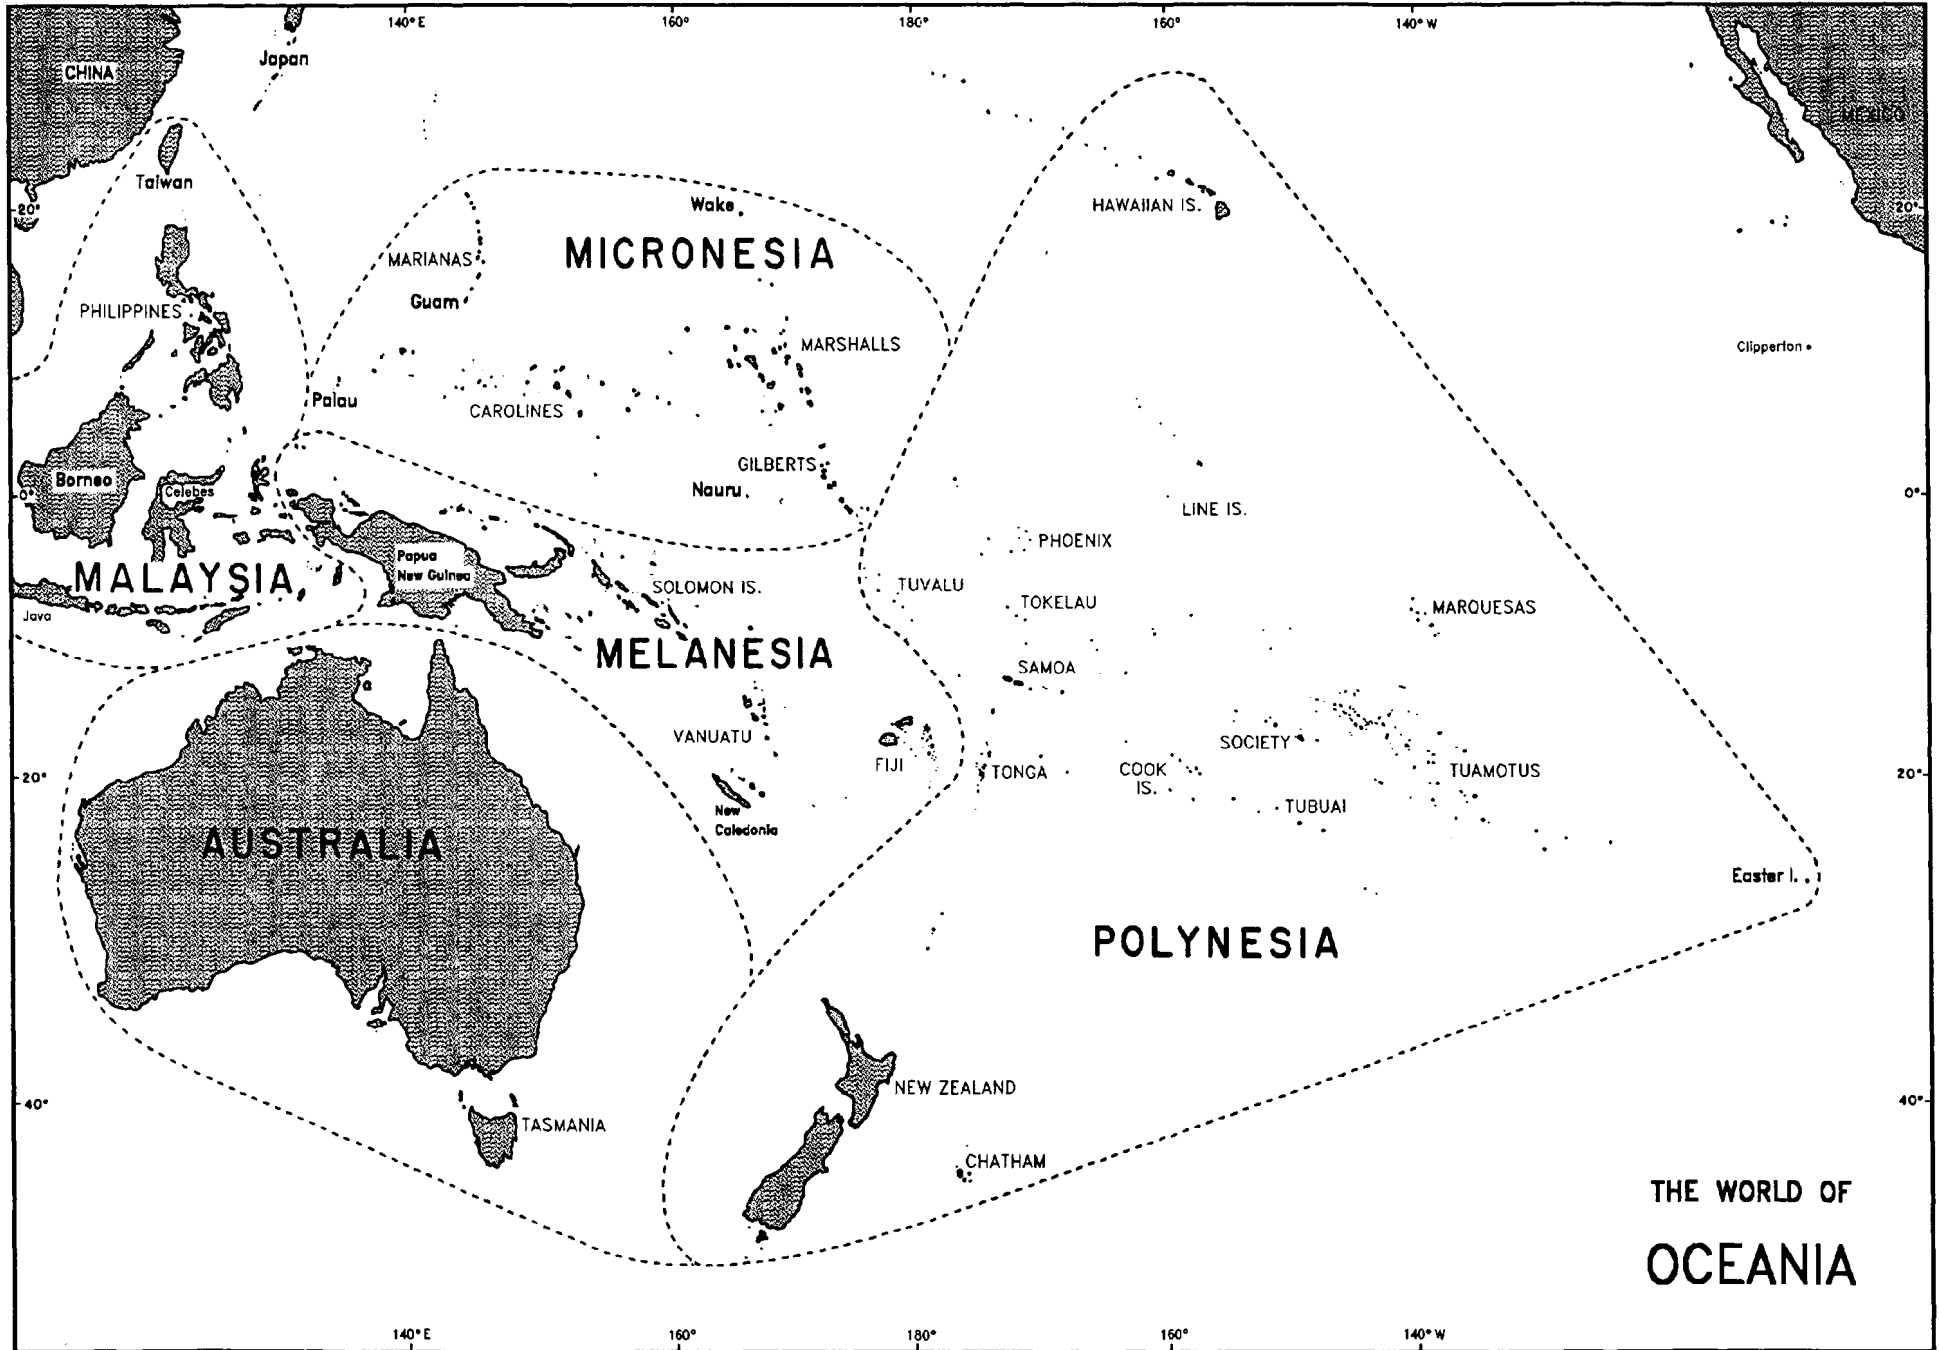 140° E
160°
180°
160°
140° W
Japan
CHINA
MEXICO
Taiwan
20°
Wake
HAWAIIAN IS.
20°
MICRONESIA
MARIANAS
Guam
PHILIPPINES
MARSHALLS
Clipperton
Palau
CAROLINES
GILBERTS
Borneo
Celebes
Nauru
0°
0°
LINE IS.
PHOENIX
Papua
New Guinea
MALAYSIA
SOLOMON IS.
TUVALU
TOKELAU
MARQUESAS
Java
MELANESIA
SAMOA
VANUATU
SOCIETY
FIJI
TONGA
COOK
IS.
TUAMOTUS
20°
20°
TUBUAI
New
Caledonia
AUSTRALIA
Easter I.
POLYNESIA
NEW ZEALAND
40°
40°
TASMANIA
CHATHAM
THE WORLD OF
OCEANIA
140° E
160°
180°
160°
140° W